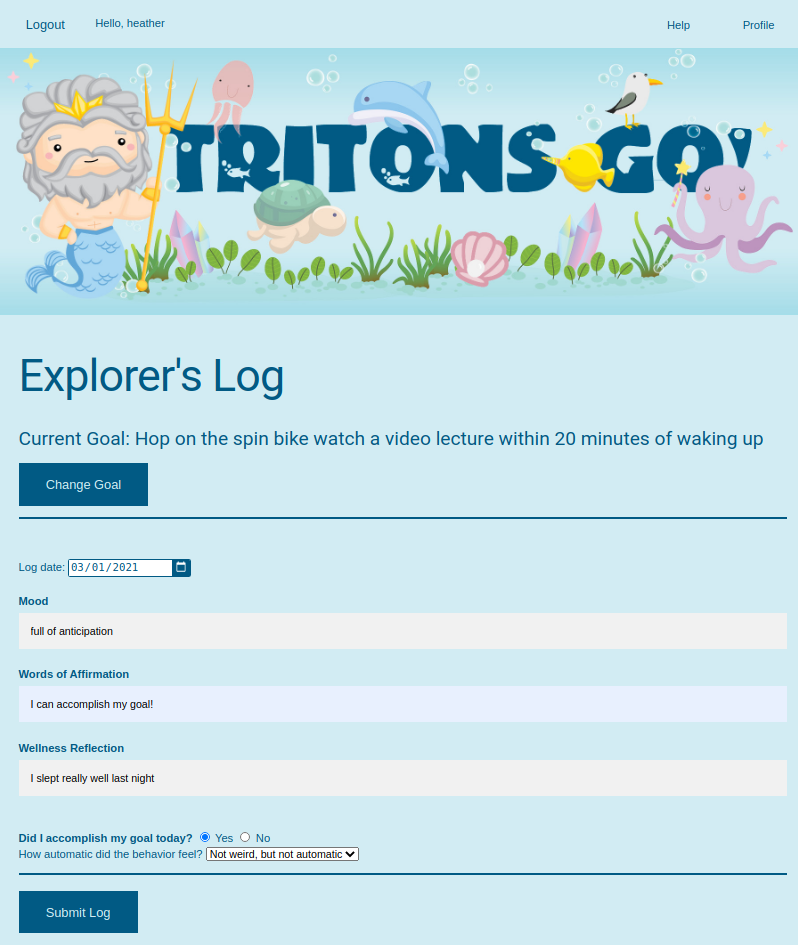 Logout Hello, heather Help Profile
TRITONS GO!
Explorer's Log
Current Goal: Hop on the spin bike watch a video lecture within 20 minutes of waking up
Change Goal
Log date: 03/01/2021
Mood
full of anticipation
Words of Affirmation
I can accomplish my goal!
Wellness Reflection
I slept really well last night
Did I accomplish my goal today? Yes No
How automatic did the behavior feel? Not weird, but not automatic
Submit Log